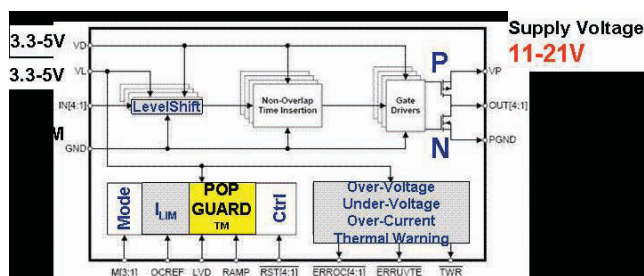 Supply Voltage
11-21V
3.3-5V
3.3-5V
VD
VL
IN[4:1]
GND
LevelShift
Non-Overlap
Time Insertion
Gate
Drivers
P
N
VP
OUT[4:1]
PGND
Mode
ILIM
POP
GUARD
TM
Ctrl
Over-Voltage
Under-Voltage
Over-Current
Thermal Warning
M[3:1]
OCREF
LVD
RAMP
RST[4:1]
ERROC[4:1]
ERRUVTE
TWR